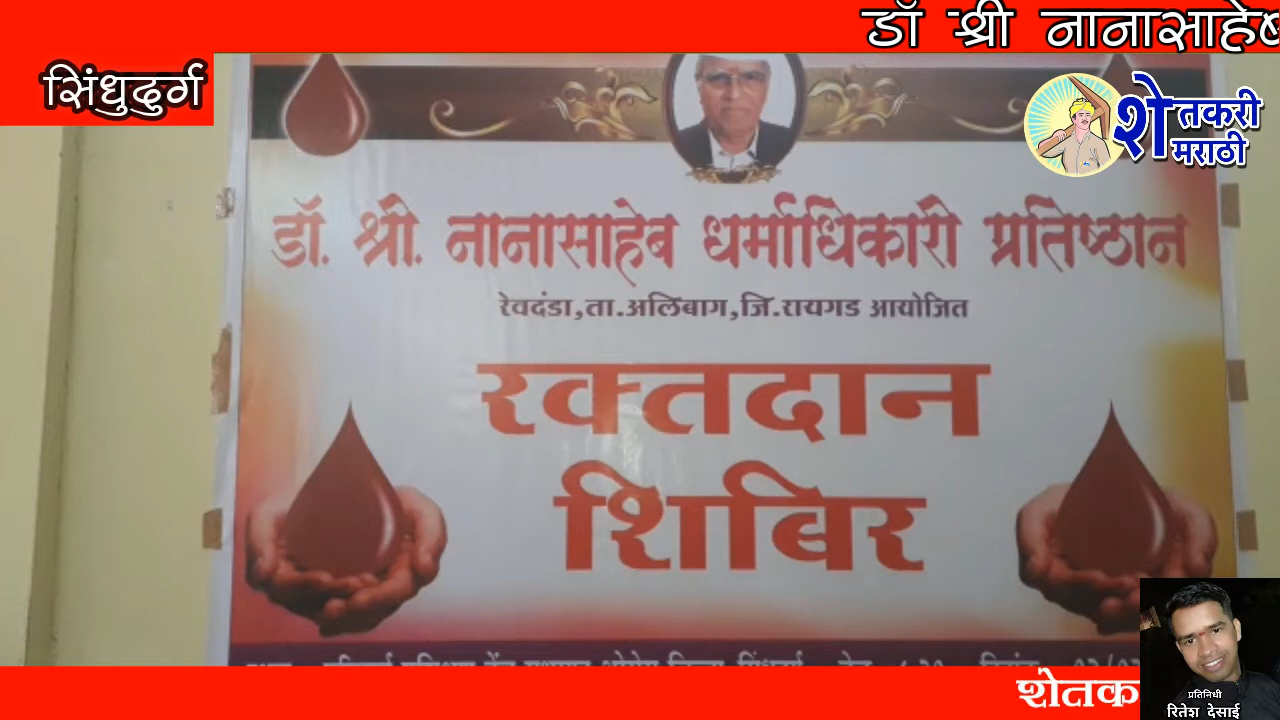 डॉ श्री नानासाहेब
सिंधुदुर्ग
शेतकरी
मराठी
डॉ. श्री. नानासाहेब धर्माधिकारी प्रतिष्ठान
रेवदंडा,ता.अलिबाग,जि.रायगड आयोजित
रक्तदान
शिबिर
शेतक
प्रतिनिधी
रितेश देसाई